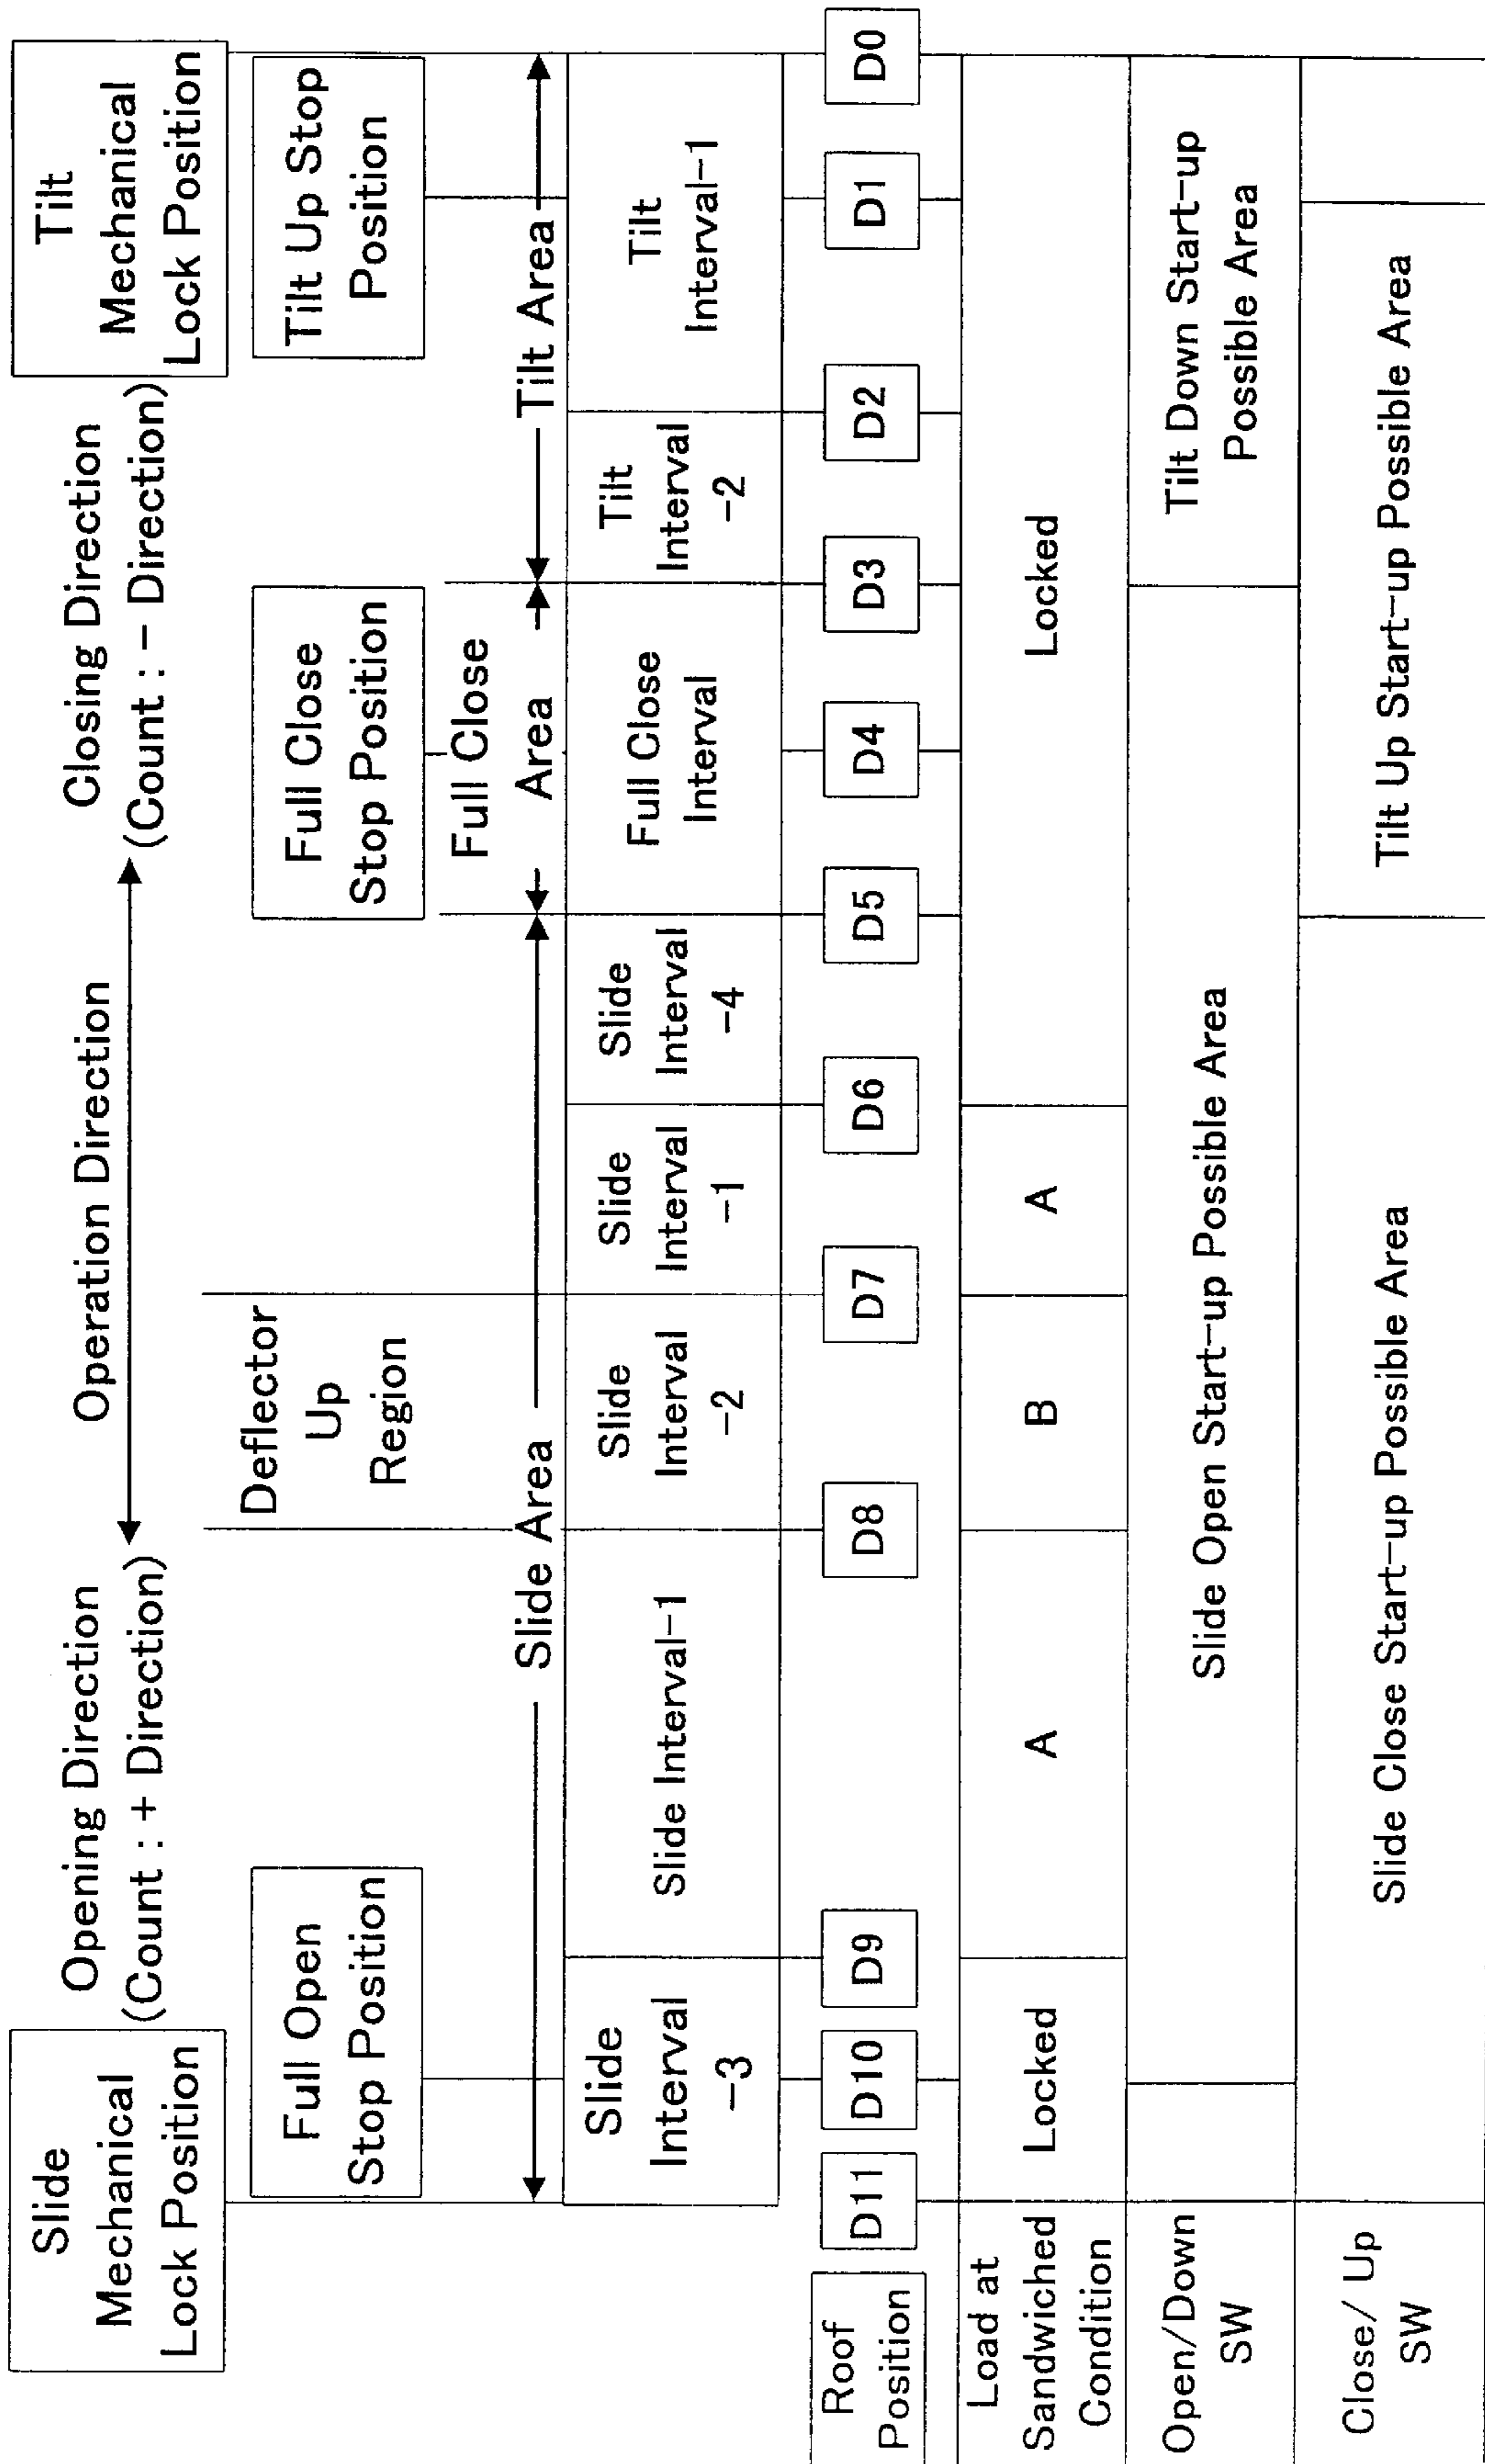 Slide
Mechanical
Lock Position
Opening Direction
(Count : + Direction)
Operation Direction
Closing Direction
(Count : − Direction)
Tilt
Mechanical
Lock Position
Full Open
Stop Position
Deflector
Up
Region
Full Close
Stop Position
Tilt Up Stop
Position
Slide Area
Full Close
Area
Tilt Area
Slide
Interval
-3
Slide Interval-1
Slide
Interval
-2
Slide
Interval
-1
Slide
Interval
-4
Full Close
Interval
Tilt
Interval
-2
Tilt
Interval-1
Roof
Position
D11
D10
D9
D8
D7
D6
D5
D4
D3
D2
D1
D0
Load at
Sandwiched
Condition
Locked
A
B
A
Locked
Open/Down
SW
Slide Open Start-up Possible Area
Tilt Down Start-up
Possible Area
Close/ Up
SW
Slide Close Start-up Possible Area
Tilt Up Start-up Possible Area